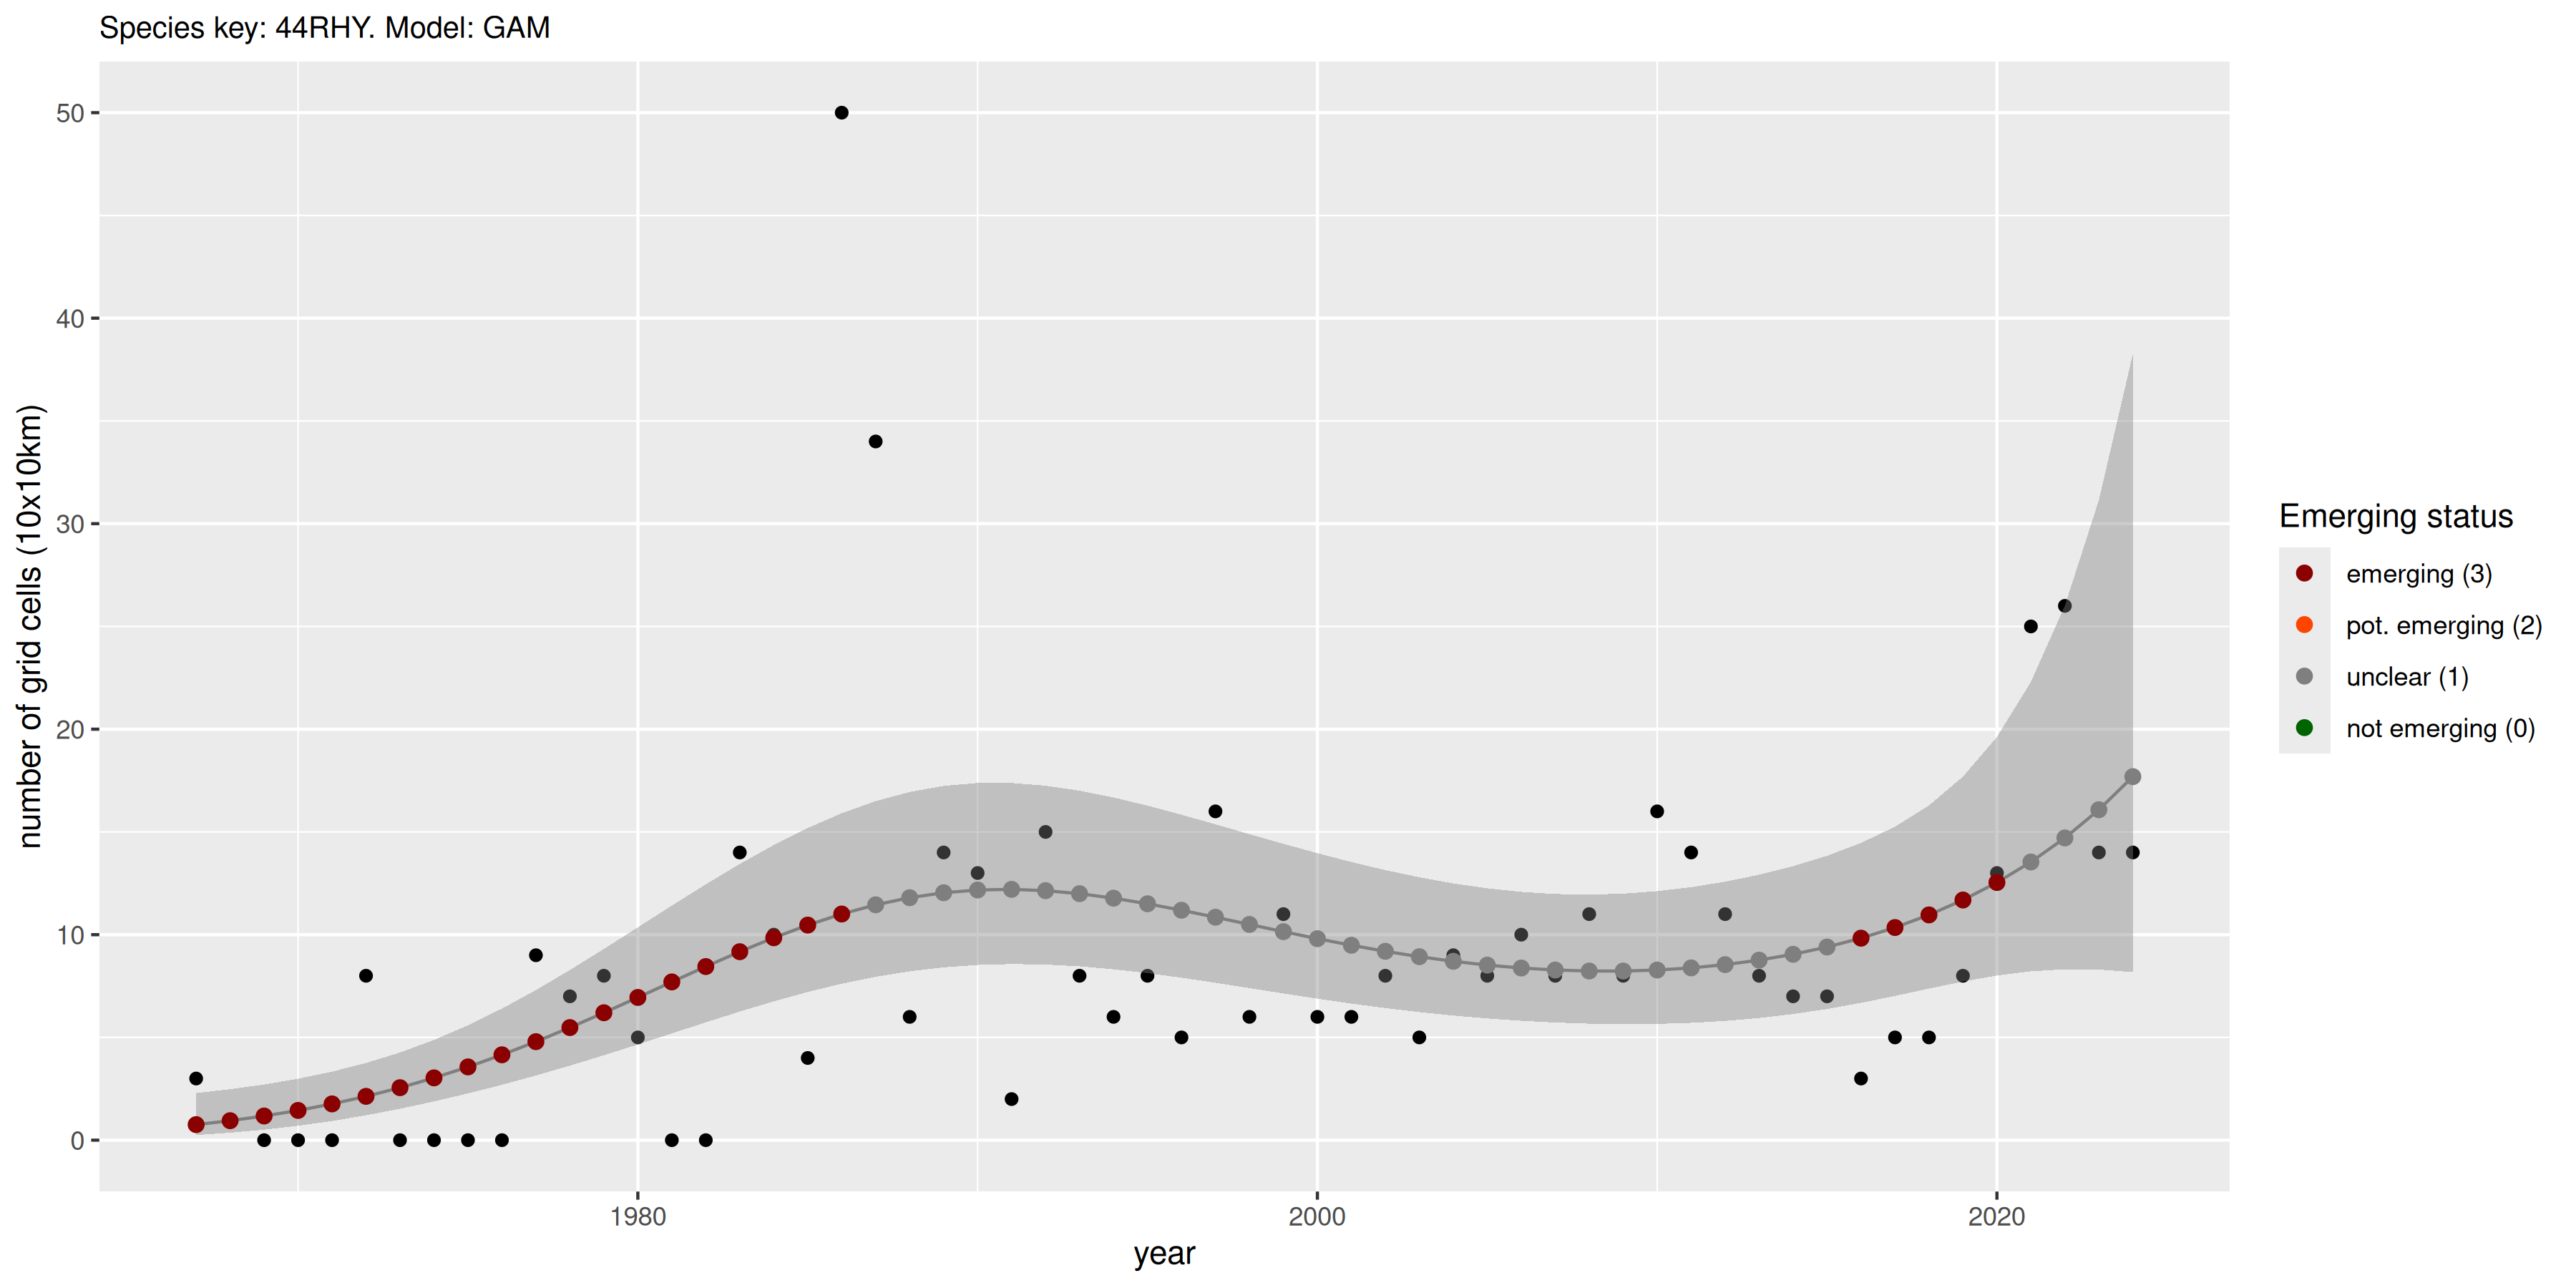 Species key: 44RHY. Model: GAM
number of grid cells (10x10km)
50
40
30
20
10
0
1980
2000
2020
year
Emerging status
emerging (3)
pot. emerging (2)
unclear (1)
not emerging (0)